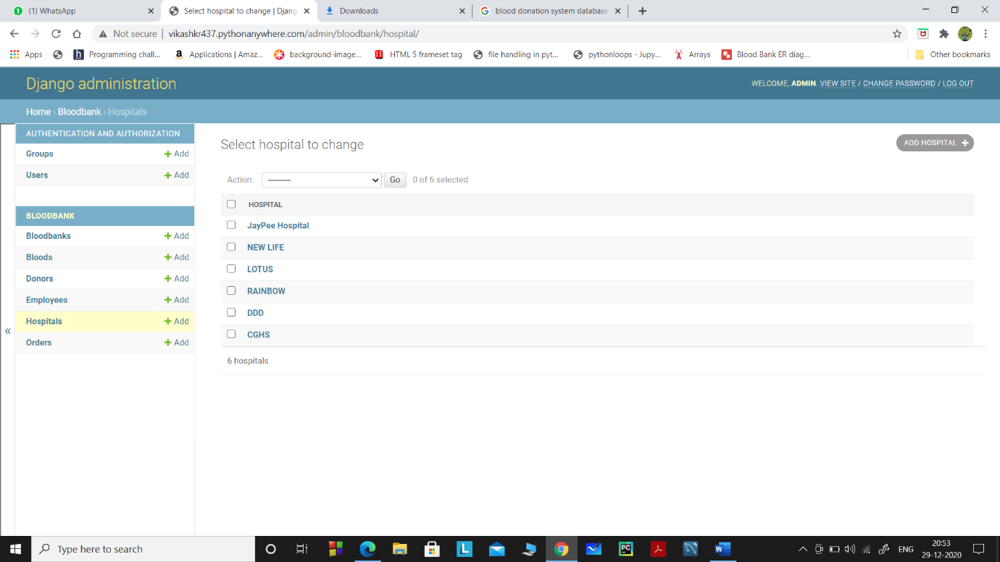 (1) WhatsApp
Select hospital to change | Djang
Downloads
blood donation system database
Not secure | vikashkr437.pythonanywhere.com/admin/bloodbank/hospital/
Apps
Programming chall...
Applications | Amaz...
background-image...
HTML 5 frameset tag
file handling in pyt...
pythonloops - Jupy...
Arrays
Blood Bank ER diag...
Other bookmarks
Django administration
WELCOME, ADMIN. VIEW SITE / CHANGE PASSWORD / LOG OUT
Home › Bloodbank › Hospitals
AUTHENTICATION AND AUTHORIZATION
Groups + Add
Users + Add
BLOODBANK
Bloodbanks + Add
Bloods + Add
Donors + Add
Employees + Add
Hospitals + Add
Orders + Add
«
Select hospital to change
ADD HOSPITAL +
Action: --------- Go 0 of 6 selected
HOSPITAL
JayPee Hospital
NEW LIFE
LOTUS
RAINBOW
DDD
CGHS
6 hospitals
Type here to search
L
PC
W
ENG
20:53
29-12-2020